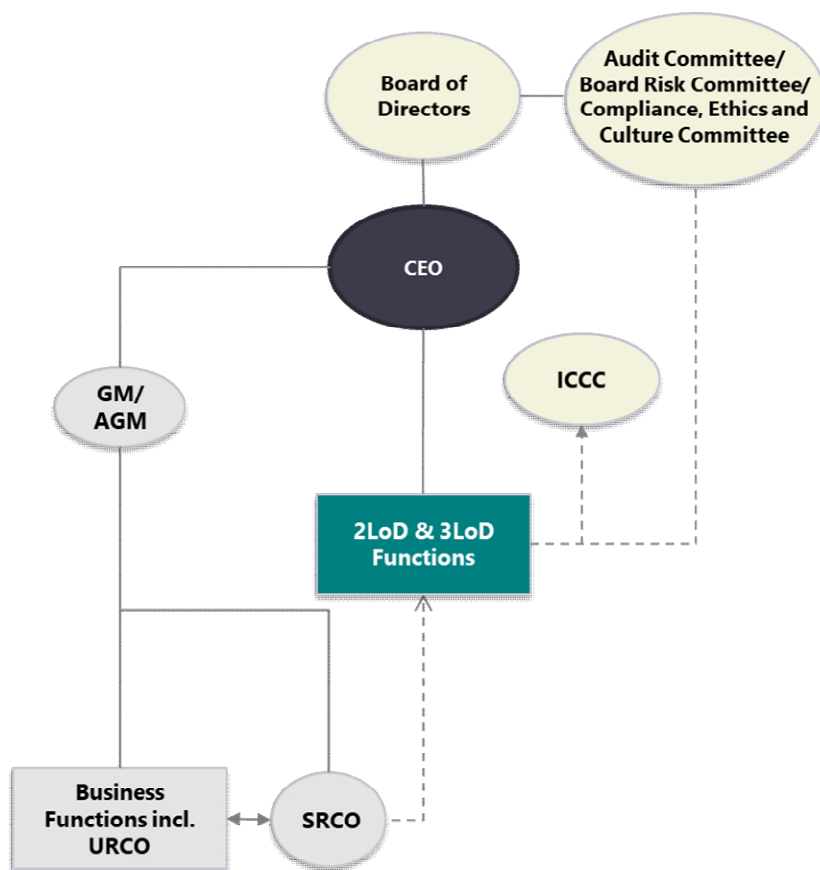 Board of
Directors
Audit Committee/
Board Risk Committee/
Compliance, Ethics and
Culture Committee
CEO
GM/
AGM
ICCC
2LoD & 3LoD
Functions
Business
Functions incl.
URCO
SRCO